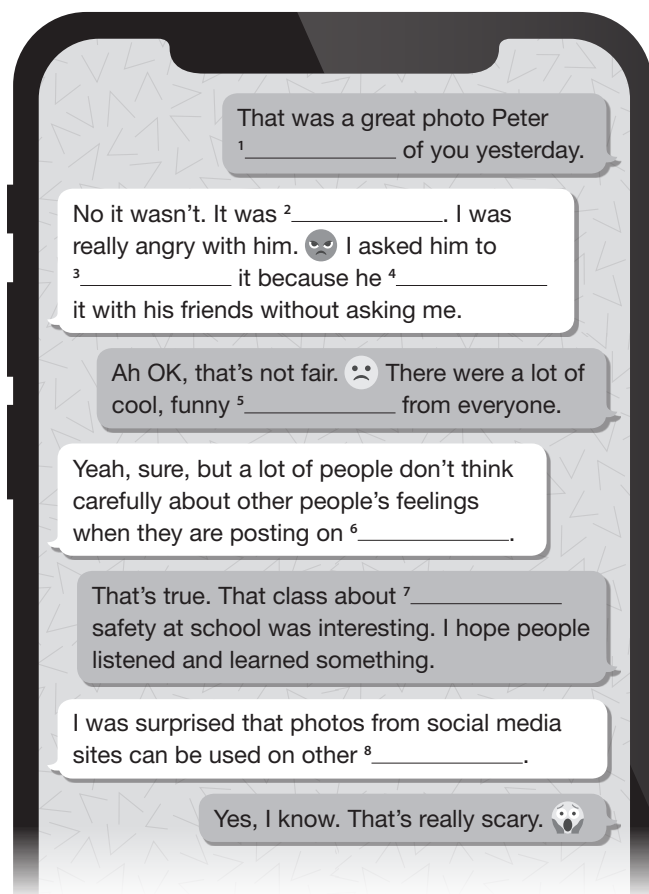 That was a great photo Peter
1____________ of you yesterday.
No it wasn't. It was 2____________. I was
really angry with him. I asked him to
3____________ it because he 4____________
it with his friends without asking me.
Ah OK, that's not fair. There were a lot of
cool, funny 5____________ from everyone.
Yeah, sure, but a lot of people don't think
carefully about other people's feelings
when they are posting on 6____________.
That's true. That class about 7____________
safety at school was interesting. I hope people
listened and learned something.
I was surprised that photos from social media
sites can be used on other 8____________.
Yes, I know. That's really scary.